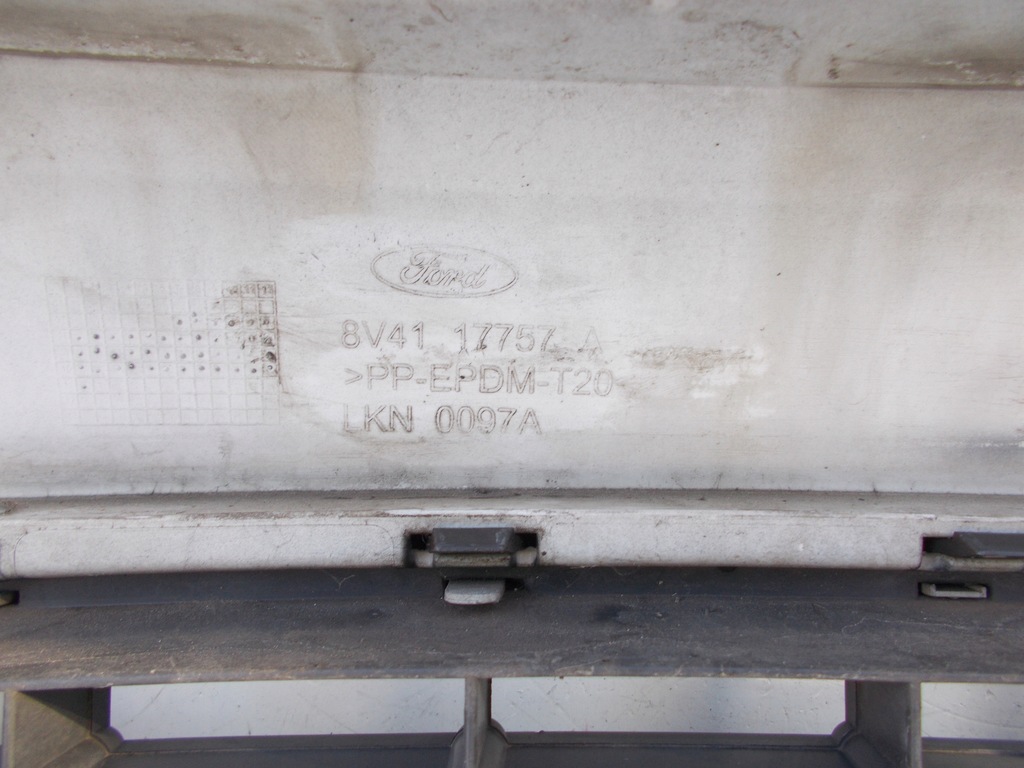 Ford
8V41 17757 A
>PP-EPDM-T20
LKN 0097A